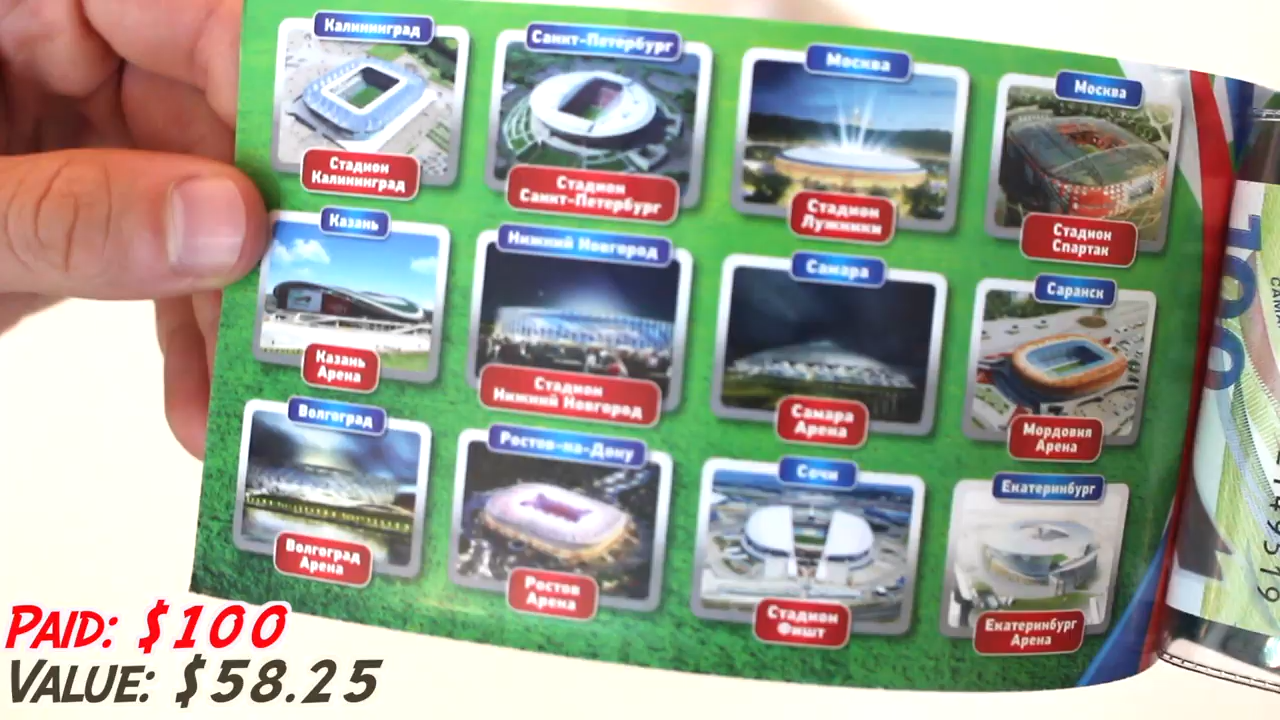 Калининград
Стадион
Калининград
Санкт-Петербург
Стадион
Санкт-Петербург
Москва
Стадион
Лужники
Москва
Стадион
Спартак
Казань
Казань
Арена
Нижний Новгород
Стадион
Нижний Новгород
Самара
Самара
Арена
Саранск
Мордовия
Арена
Волгоград
Волгоград
Арена
Ростов-на-Дону
Ростов
Арена
Сочи
Стадион
Фишт
Екатеринбург
Екатеринбург
Арена
100
PAID: $100
VALUE: $58.25